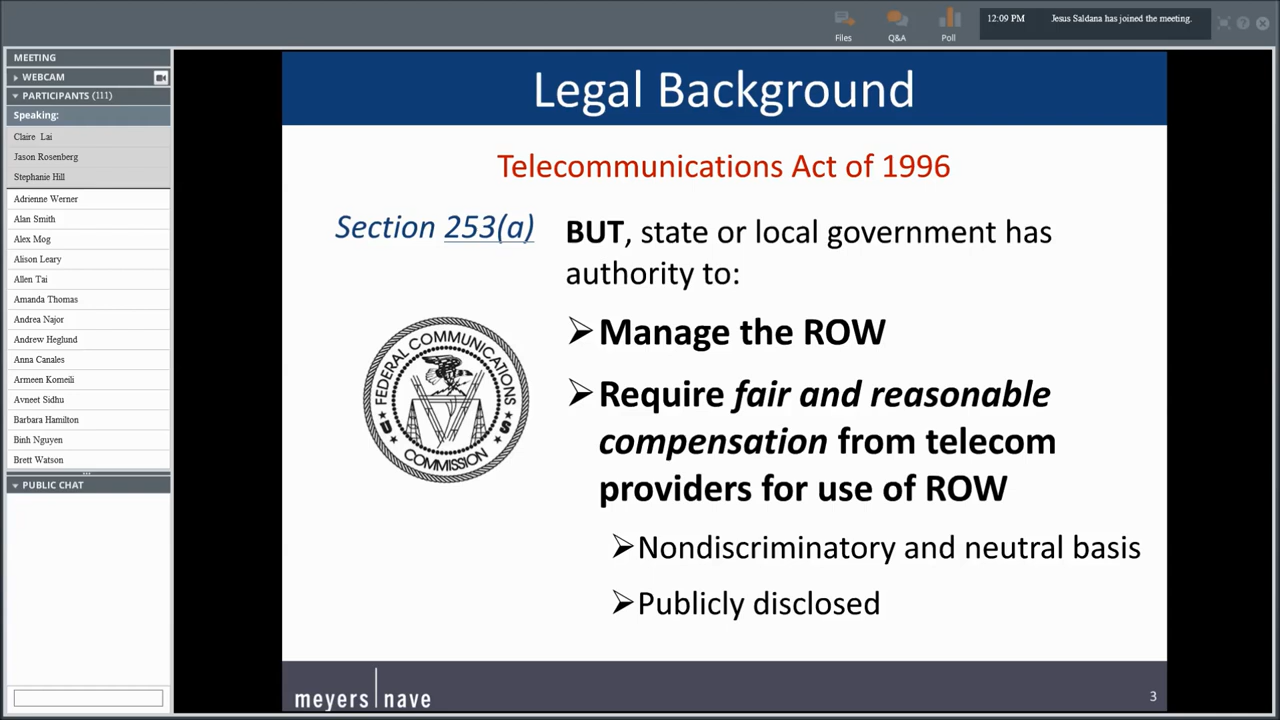 Files
Q&A
Poll
12:09 PM Jesus Saldana has joined the meeting.
MEETING
WEBCAM
PARTICIPANTS (111)
Speaking:
Claire Lai
Jason Rosenberg
Stephanie Hill
Adrienne Werner
Alan Smith
Alex Mog
Alison Leary
Allen Tai
Amanda Thomas
Andrea Najor
Andrew Heglund
Anna Canales
Armeen Komeili
Avneet Sidhu
Barbara Hamilton
Binh Nguyen
Brett Watson
PUBLIC CHAT
Legal Background
Telecommunications Act of 1996
Section 253(a)
BUT, state or local government has
authority to:
Manage the ROW
Require fair and reasonable
compensation from telecom
providers for use of ROW
Nondiscriminatory and neutral basis
Publicly disclosed
FEDERAL COMMUNICATIONS
COMMISSION
U S
meyers nave
3